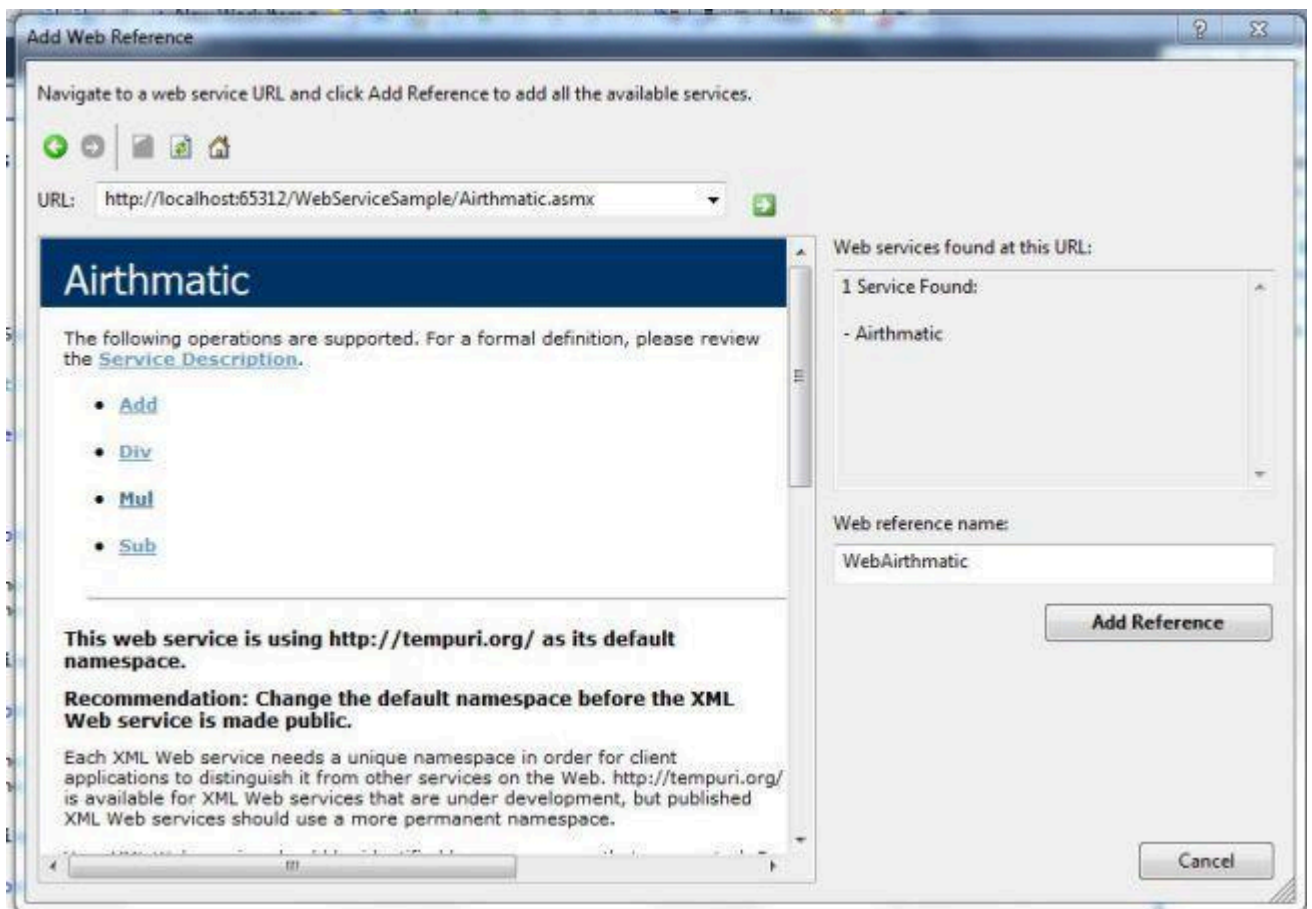 Add Web Reference
Navigate to a web service URL and click Add Reference to add all the available services.
URL: http://localhost:65312/WebServiceSample/Airthmatic.asmx
Airthmatic
The following operations are supported. For a formal definition, please review
the Service Description.
• Add
• Div
• Mul
• Sub
This web service is using http://tempuri.org/ as its default
namespace.
Recommendation: Change the default namespace before the XML
Web service is made public.
Each XML Web service needs a unique namespace in order for client
applications to distinguish it from other services on the Web. http://tempuri.org/
is available for XML Web services that are under development, but published
XML Web services should use a more permanent namespace.
Web services found at this URL:
1 Service Found:
- Airthmatic
Web reference name:
WebAirthmatic
Add Reference
Cancel